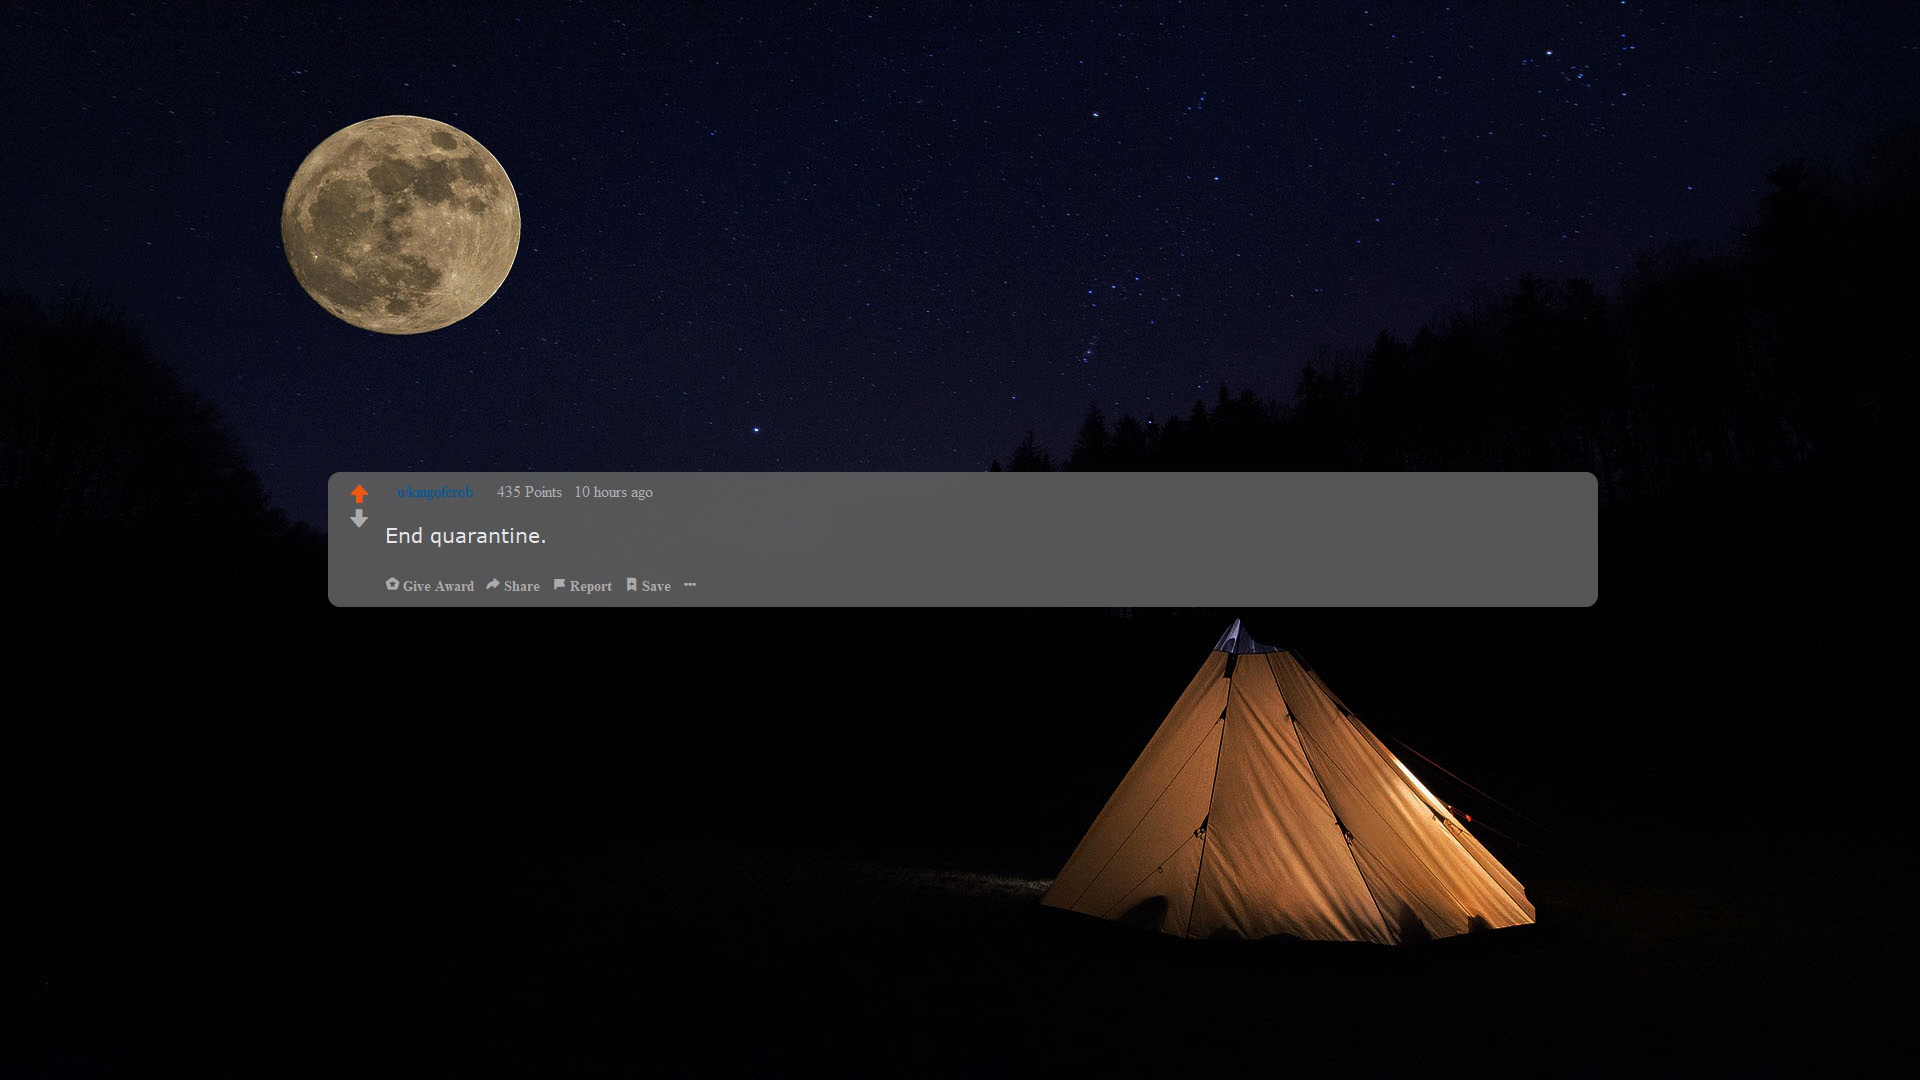 u/kingofcrob 435 Points 10 hours ago
End quarantine.
Give Award Share Report Save